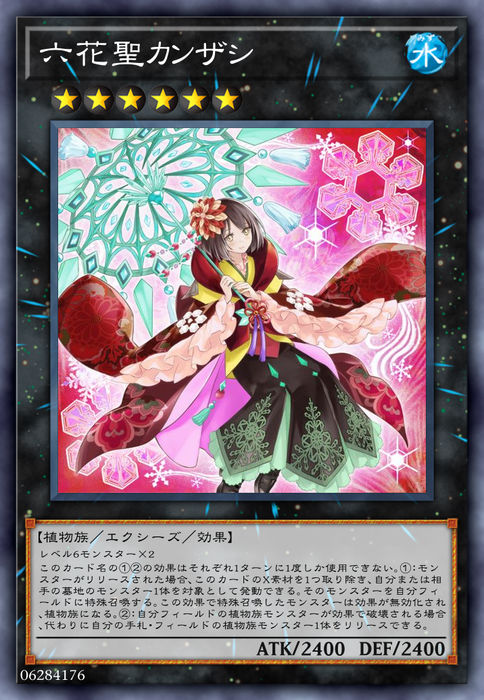 六花聖カンザシ
みず
水
【植物族／エクシーズ／効果】
レベル6モンスター×2
このカード名の①②の効果はそれぞれ1ターンに1度しか使用できない。①:モン
スターがリリースされた場合、このカードのX素材を1つ取り除き、自分または相
手の墓地のモンスター1体を対象として発動できる。そのモンスターを自分フィ
ールドに特殊召喚する。この効果で特殊召喚したモンスターは効果が無効化され
、植物族になる。②:自分フィールドの植物族モンスターが効果で破壊される場合、
代わりに自分の手札・フィールドの植物族モンスター1体をリリースできる。
ATK/2400 DEF/2400
06284176